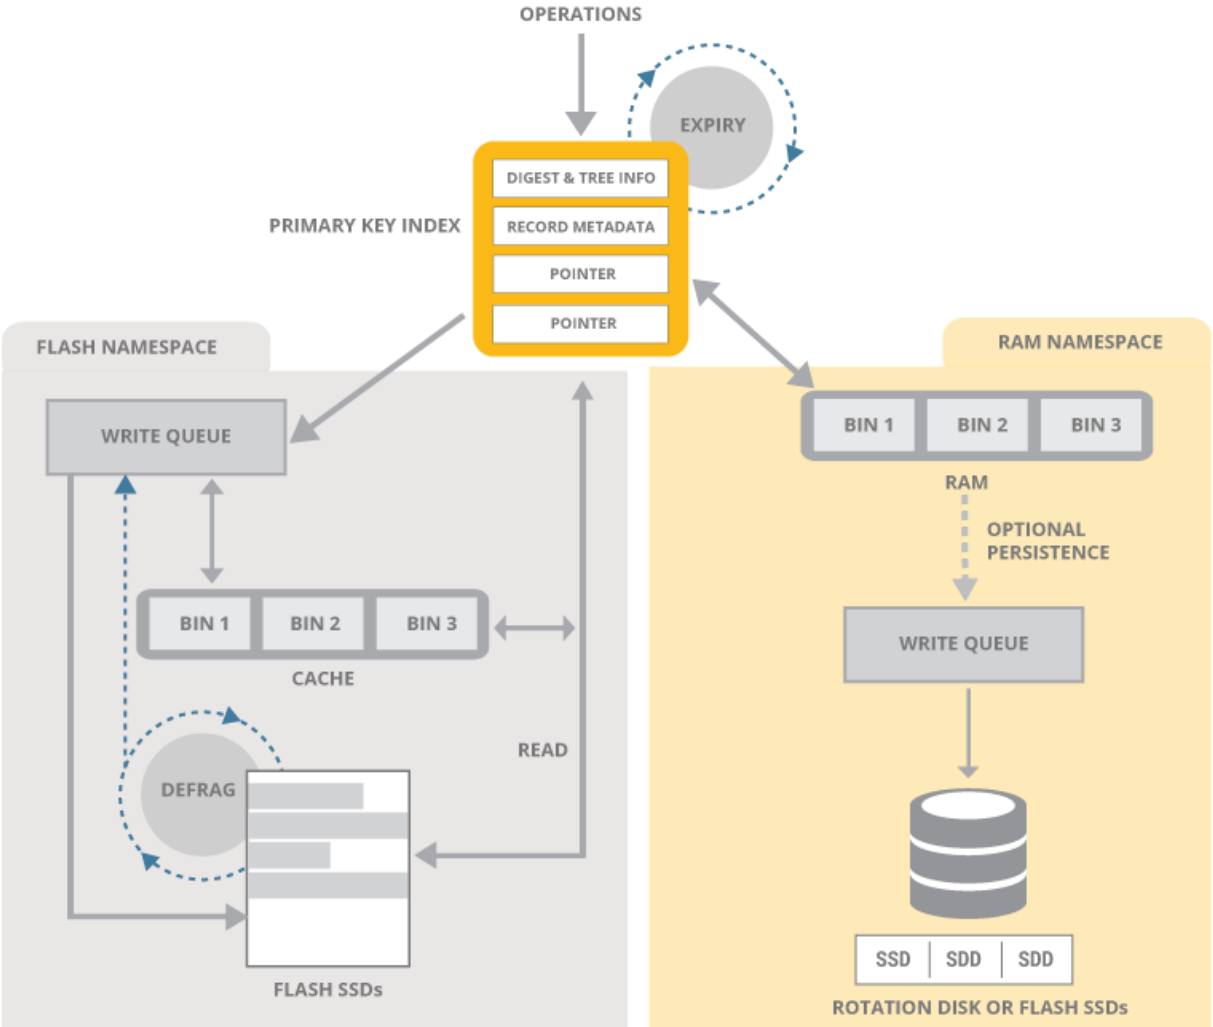 OPERATIONS
EXPIRY
DIGEST & TREE INFO
PRIMARY KEY INDEX
RECORD METADATA
POINTER
POINTER
FLASH NAMESPACE
WRITE QUEUE
BIN 1
BIN 2
BIN 3
CACHE
READ
DEFRAG
FLASH SSDs
RAM NAMESPACE
BIN 1
BIN 2
BIN 3
RAM
OPTIONAL
PERSISTENCE
WRITE QUEUE
SSD
SDD
SDD
ROTATION DISK OR FLASH SSDs